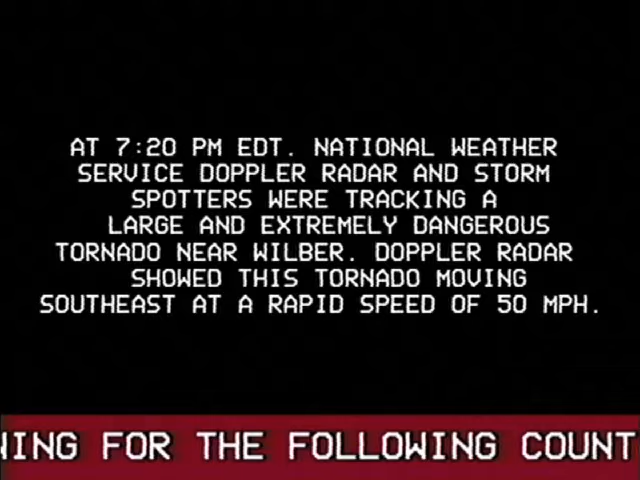 AT 7:20 PM EDT. NATIONAL WEATHER
SERVICE DOPPLER RADAR AND STORM
SPOTTERS WERE TRACKING A
LARGE AND EXTREMELY DANGEROUS
TORNADO NEAR WILBER. DOPPLER RADAR
SHOWED THIS TORNADO MOVING
SOUTHEAST AT A RAPID SPEED OF 50 MPH.
FOR THE FOLLOWING